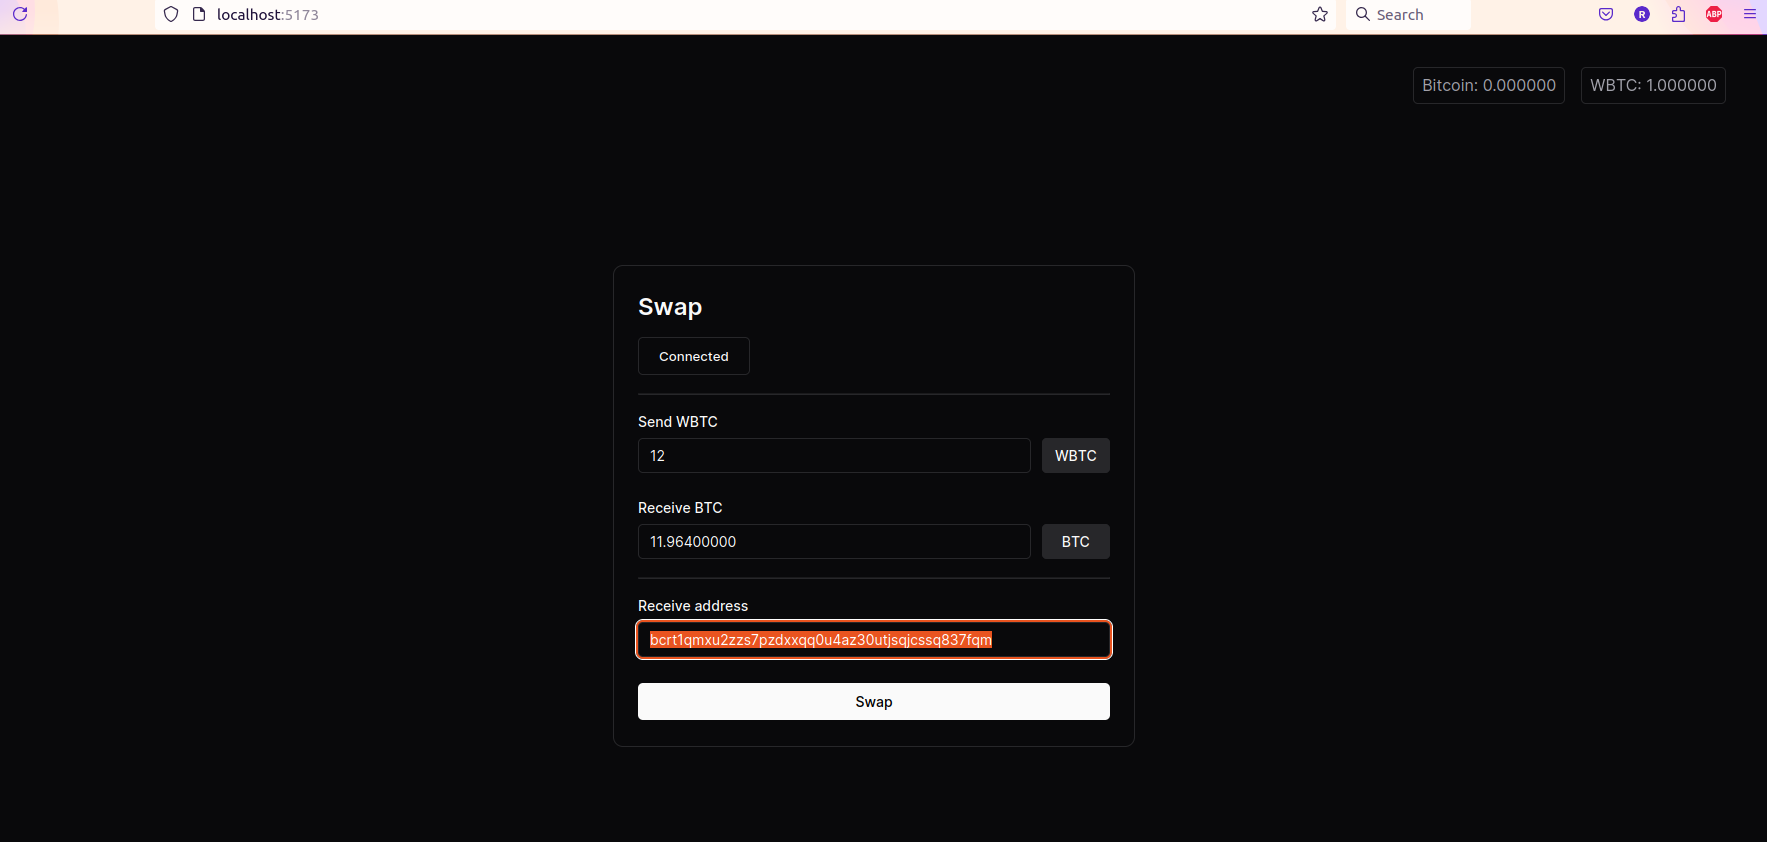 localhost:5173
Search
R
ABP
Bitcoin: 0.000000
WBTC: 1.000000
Swap
Connected
Send WBTC
12
WBTC
Receive BTC
11.96400000
BTC
Receive address
bcrt1qmxu2zzs7pzdxxqq0u4az30utjsqjcssq837fqm
Swap